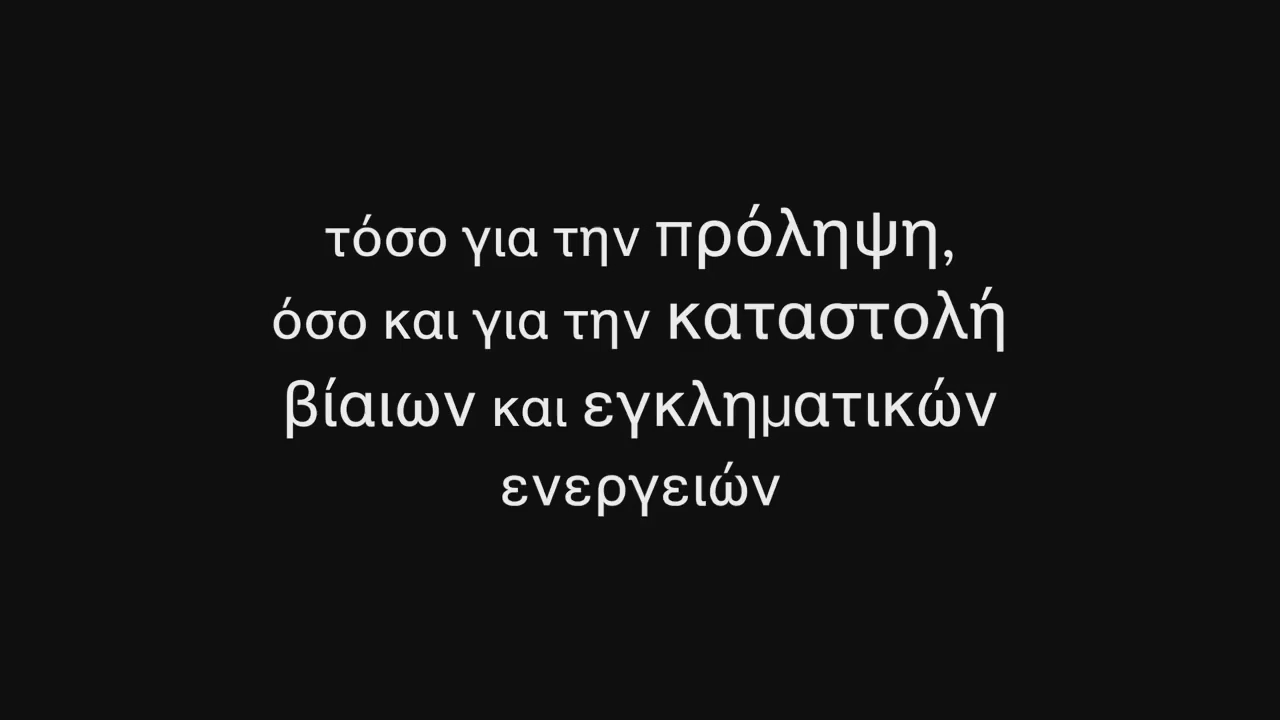 τόσο για την πρόληψη,
όσο και για την καταστολή
βίαιων και εγκληματικών
ενεργειών